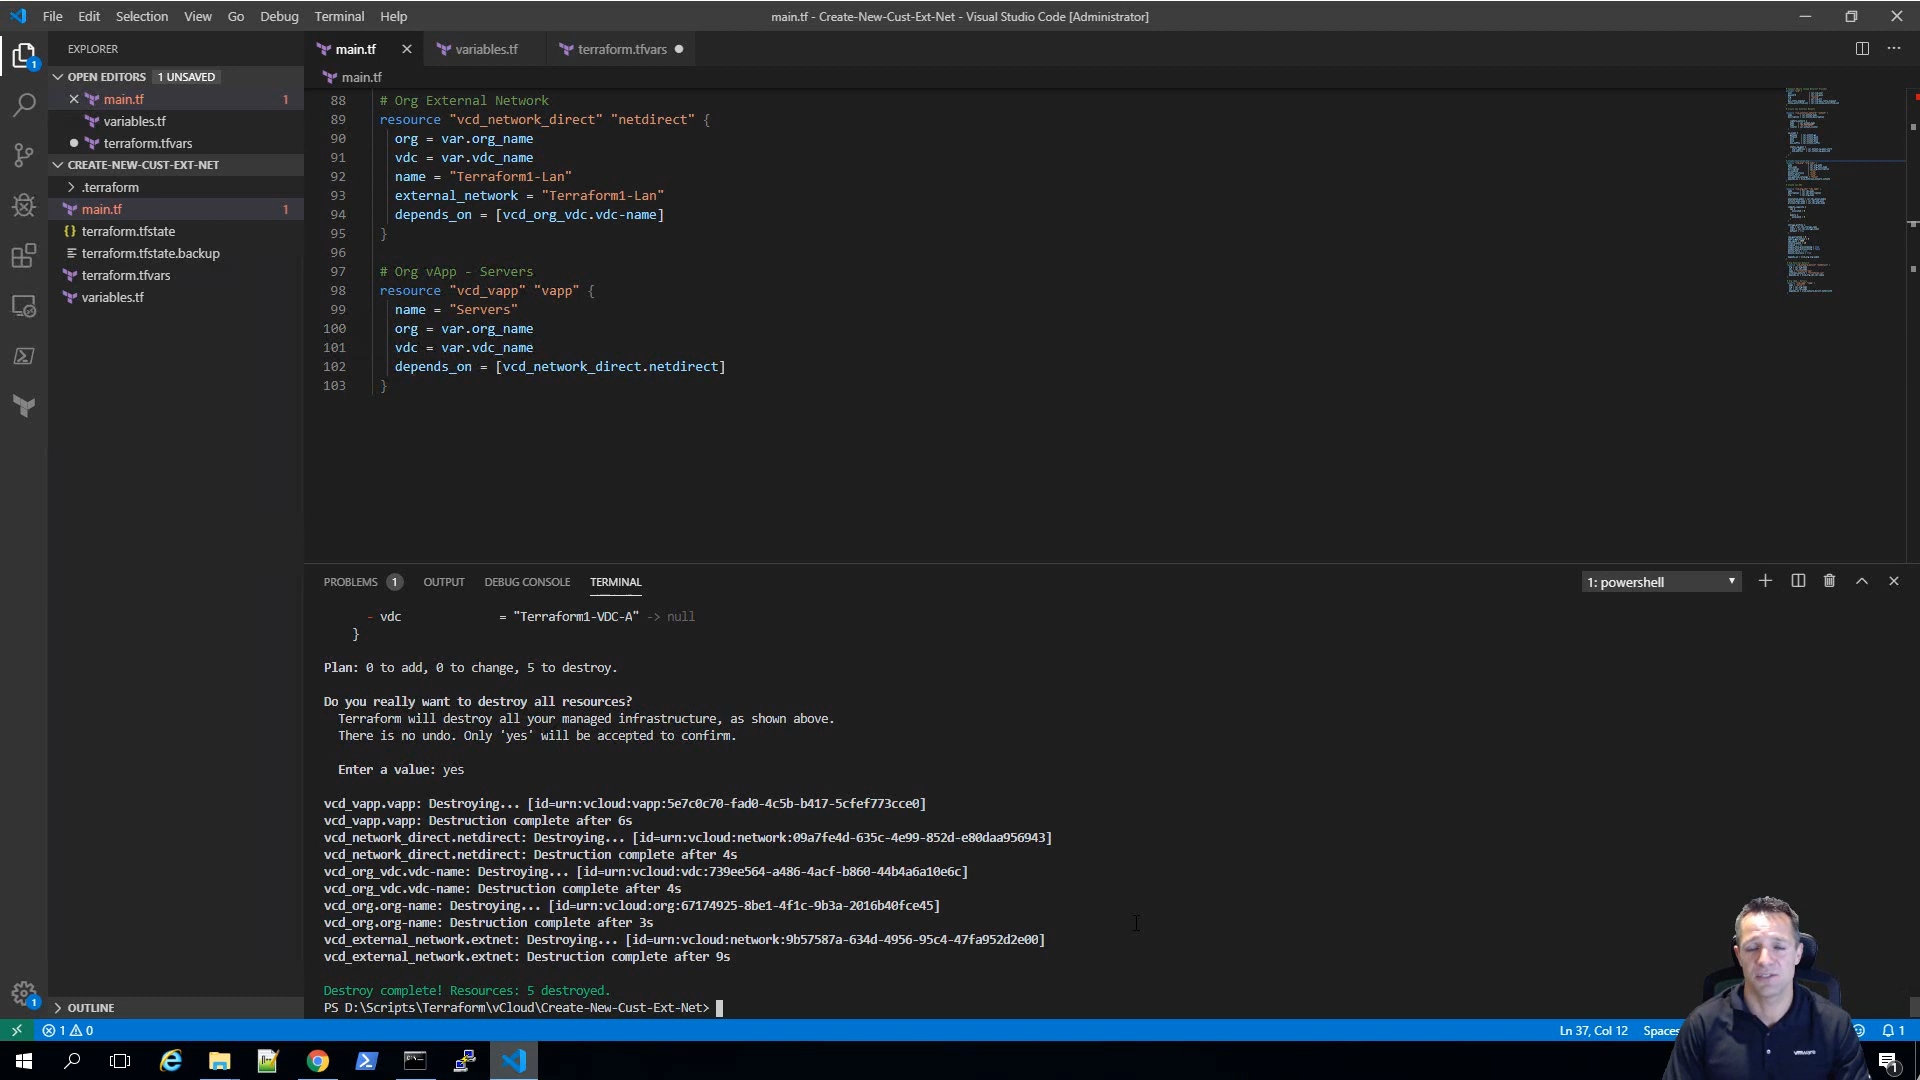 File Edit Selection View Go Debug Terminal Help
main.tf - Create-New-Cust-Ext-Net - Visual Studio Code [Administrator]
EXPLORER
OPEN EDITORS 1 UNSAVED
main.tf 1
variables.tf
terraform.tfvars
CREATE-NEW-CUST-EXT-NET
.terraform
main.tf 1
terraform.tfstate
terraform.tfstate.backup
terraform.tfvars
variables.tf
OUTLINE
main.tf variables.tf terraform.tfvars
main.tf
88 # Org External Network
89 resource "vcd_network_direct" "netdirect" {
90 org = var.org_name
91 vdc = var.vdc_name
92 name = "Terraform1-Lan"
93 external_network = "Terraform1-Lan"
94 depends_on = [vcd_org_vdc.vdc-name]
95 }
96
97 # Org vApp - Servers
98 resource "vcd_vapp" "vapp" {
99 name = "Servers"
100 org = var.org_name
101 vdc = var.vdc_name
102 depends_on = [vcd_network_direct.netdirect]
103 }
PROBLEMS 1 OUTPUT DEBUG CONSOLE TERMINAL
1: powershell
- vdc = "Terraform1-VDC-A" -> null
}
Plan: 0 to add, 0 to change, 5 to destroy.
Do you really want to destroy all resources?
Terraform will destroy all your managed infrastructure, as shown above.
There is no undo. Only 'yes' will be accepted to confirm.
Enter a value: yes
vcd_vapp.vapp: Destroying... [id=urn:vcloud:vapp:5e7c0c70-fad0-4c5b-b417-5cfef773cce0]
vcd_vapp.vapp: Destruction complete after 6s
vcd_network_direct.netdirect: Destroying... [id=urn:vcloud:network:09a7fe4d-635c-4e99-852d-e80daa956943]
vcd_network_direct.netdirect: Destruction complete after 4s
vcd_org_vdc.vdc-name: Destroying... [id=urn:vcloud:vdc:739ee564-a486-4acf-b860-44b4a6a10e6c]
vcd_org_vdc.vdc-name: Destruction complete after 4s
vcd_org.org-name: Destroying... [id=urn:vcloud:org:67174925-8be1-4f1c-9b3a-2016b40fce45]
vcd_org.org-name: Destruction complete after 3s
vcd_external_network.extnet: Destroying... [id=urn:vcloud:network:9b57587a-634d-4956-95c4-47fa952d2e00]
vcd_external_network.extnet: Destruction complete after 9s
Destroy complete! Resources: 5 destroyed.
PS D:\Scripts\Terraform\vCloud\Create-New-Cust-Ext-Net>
1 0
Ln 37, Col 12 Spaces
1
vmware